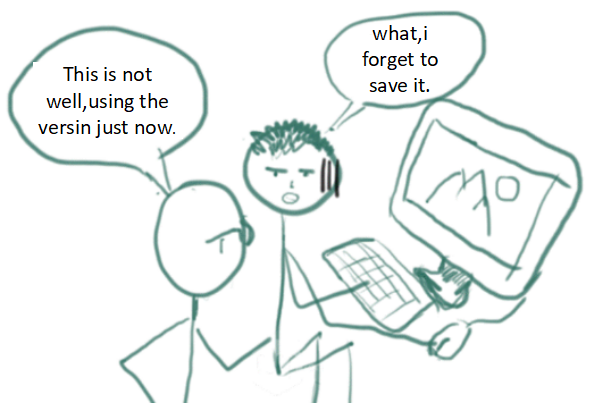 This is not
well,using the
versin just now.
what,i
forget to
save it.